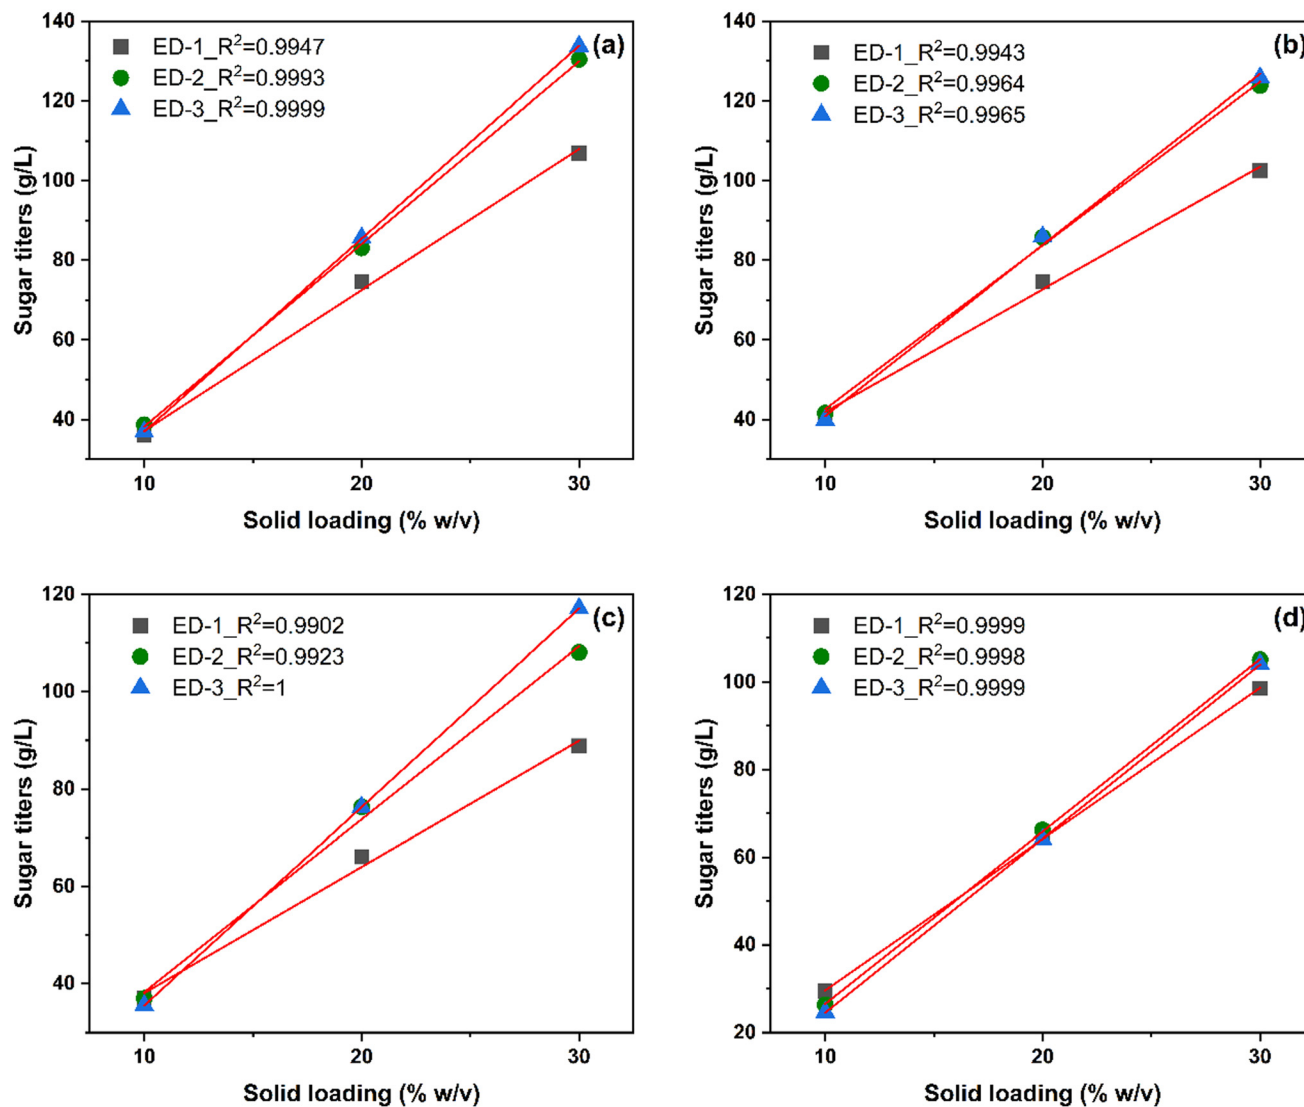 140
120
100
80
60
40
ED-1_R²=0.9947
ED-2_R²=0.9993
ED-3_R²=0.9999
(a)
Sugar titers (g/L)
10 20 30
Solid loading (% w/v)
140
120
100
80
60
40
ED-1_R²=0.9943
ED-2_R²=0.9964
ED-3_R²=0.9965
(b)
Sugar titers (g/L)
10 20 30
Solid loading (% w/v)
120
100
80
60
40
ED-1_R²=0.9902
ED-2_R²=0.9923
ED-3_R²=1
(c)
Sugar titers (g/L)
10 20 30
Solid loading (% w/v)
120
100
80
60
40
20
ED-1_R²=0.9999
ED-2_R²=0.9998
ED-3_R²=0.9999
(d)
Sugar titers (g/L)
10 20 30
Solid loading (% w/v)